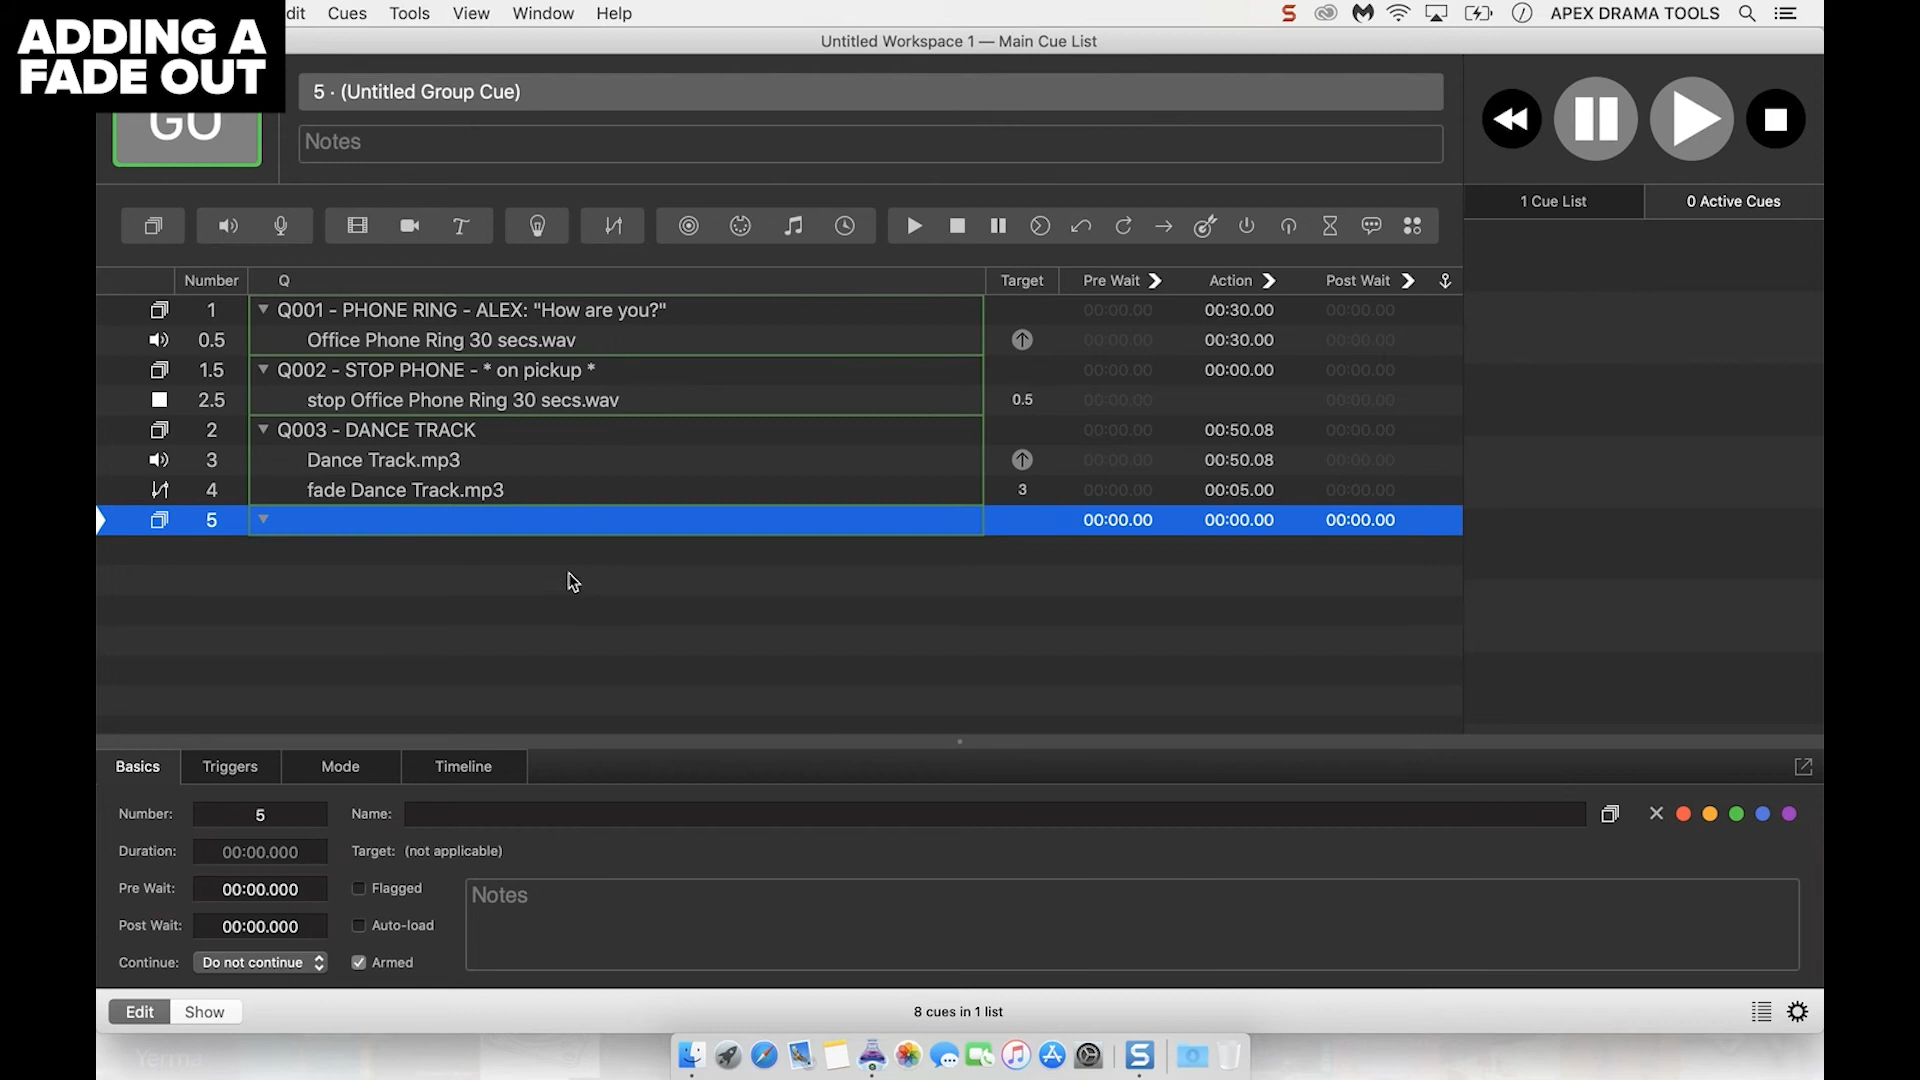 ADDING A
FADE OUT
dit Cues Tools View Window Help
APEX DRAMA TOOLS
Untitled Workspace 1 — Main Cue List
GO
5 · (Untitled Group Cue)
Notes
1 Cue List 0 Active Cues
Number Q Target Pre Wait Action Post Wait
1 Q001 - PHONE RING - ALEX: "How are you?" 00:00.00 00:30.00 00:00.00
0.5 Office Phone Ring 30 secs.wav 00:00.00 00:30.00 00:00.00
1.5 Q002 - STOP PHONE - * on pickup * 00:00.00 00:00.00 00:00.00
2.5 stop Office Phone Ring 30 secs.wav 0.5 00:00.00 00:00.00
2 Q003 - DANCE TRACK 00:00.00 00:50.08 00:00.00
3 Dance Track.mp3 00:00.00 00:50.08 00:00.00
4 fade Dance Track.mp3 3 00:00.00 00:05.00 00:00.00
5 00:00.00 00:00.00 00:00.00
Basics Triggers Mode Timeline
Number: 5 Name:
Duration: 00:00.000 Target: (not applicable)
Pre Wait: 00:00.000 Flagged Notes
Post Wait: 00:00.000 Auto-load
Continue: Do not continue Armed
Edit Show 8 cues in 1 list
Yerma